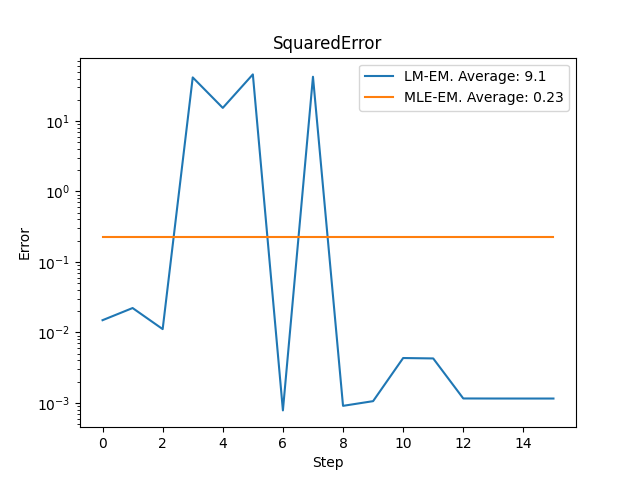 SquaredError
LM-EM. Average: 9.1
MLE-EM. Average: 0.23
Error
10¹
10⁰
10⁻¹
10⁻²
10⁻³
0 2 4 6 8 10 12 14
Step